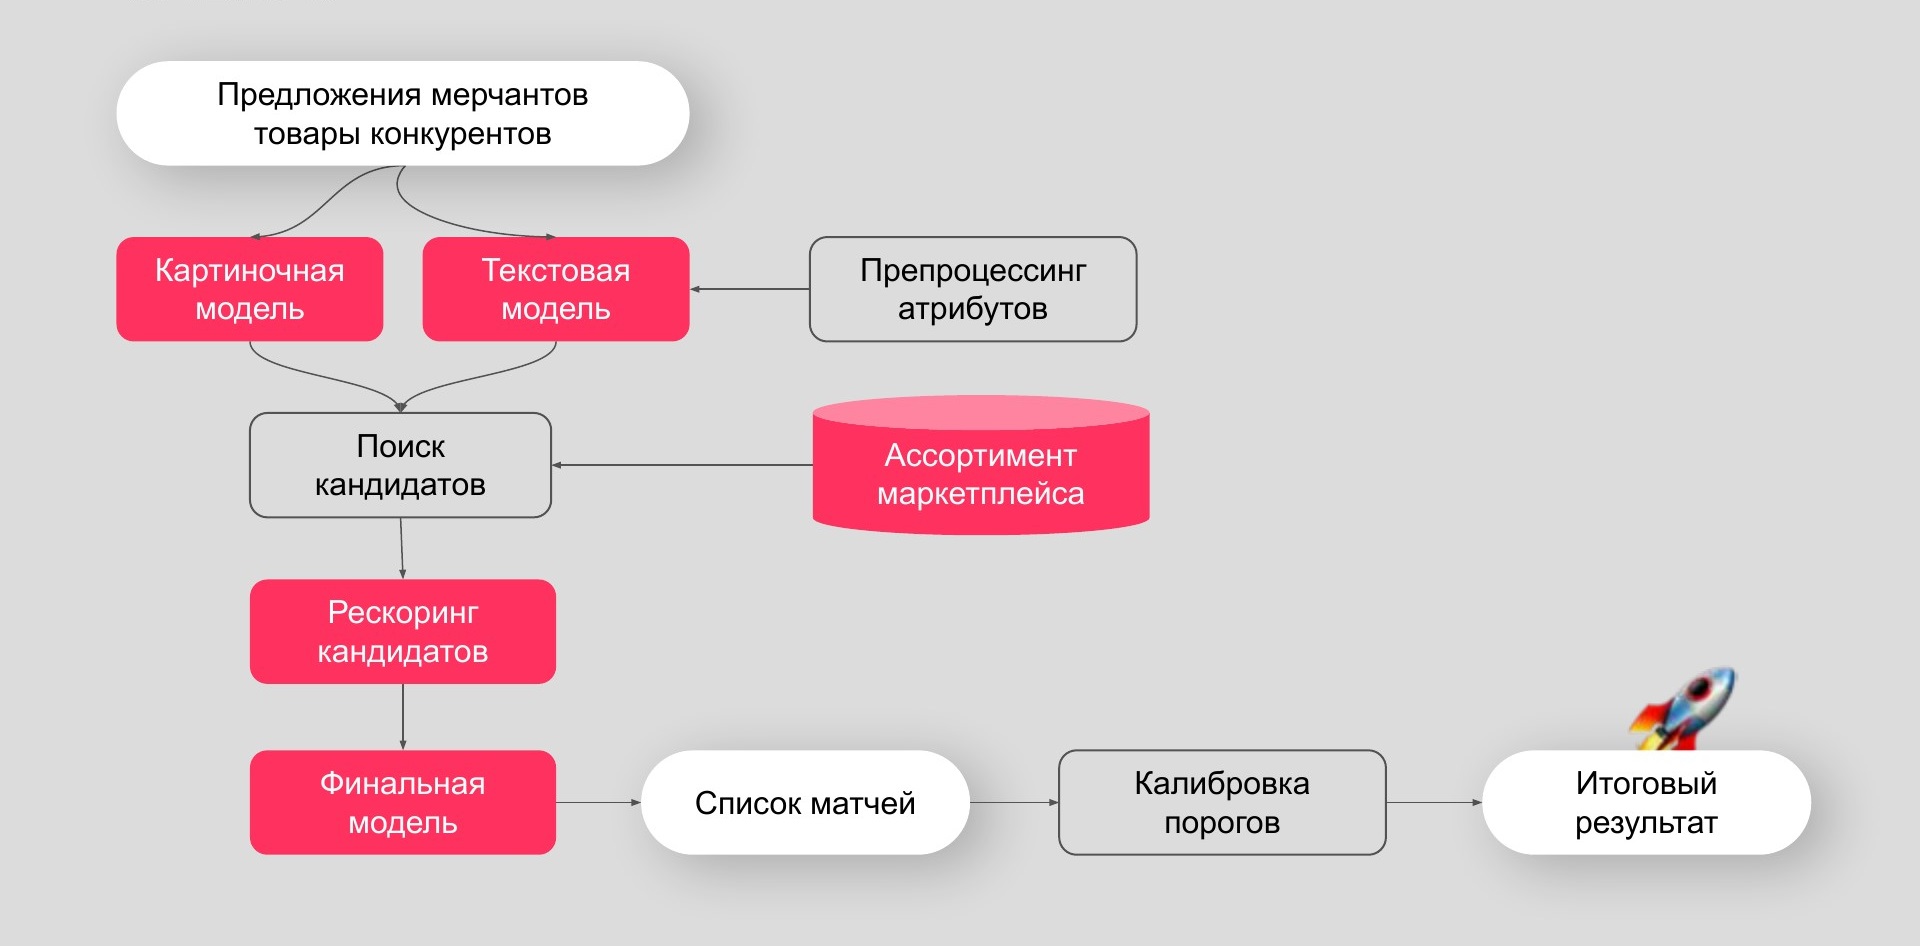 Предложения мерчантов
товары конкурентов
Картиночная
модель
Текстовая
модель
Препроцессинг
атрибутов
Поиск
кандидатов
Ассортимент
маркетплейса
Рескоринг
кандидатов
Финальная
модель
Список матчей
Калибровка
порогов
Итоговый
результат